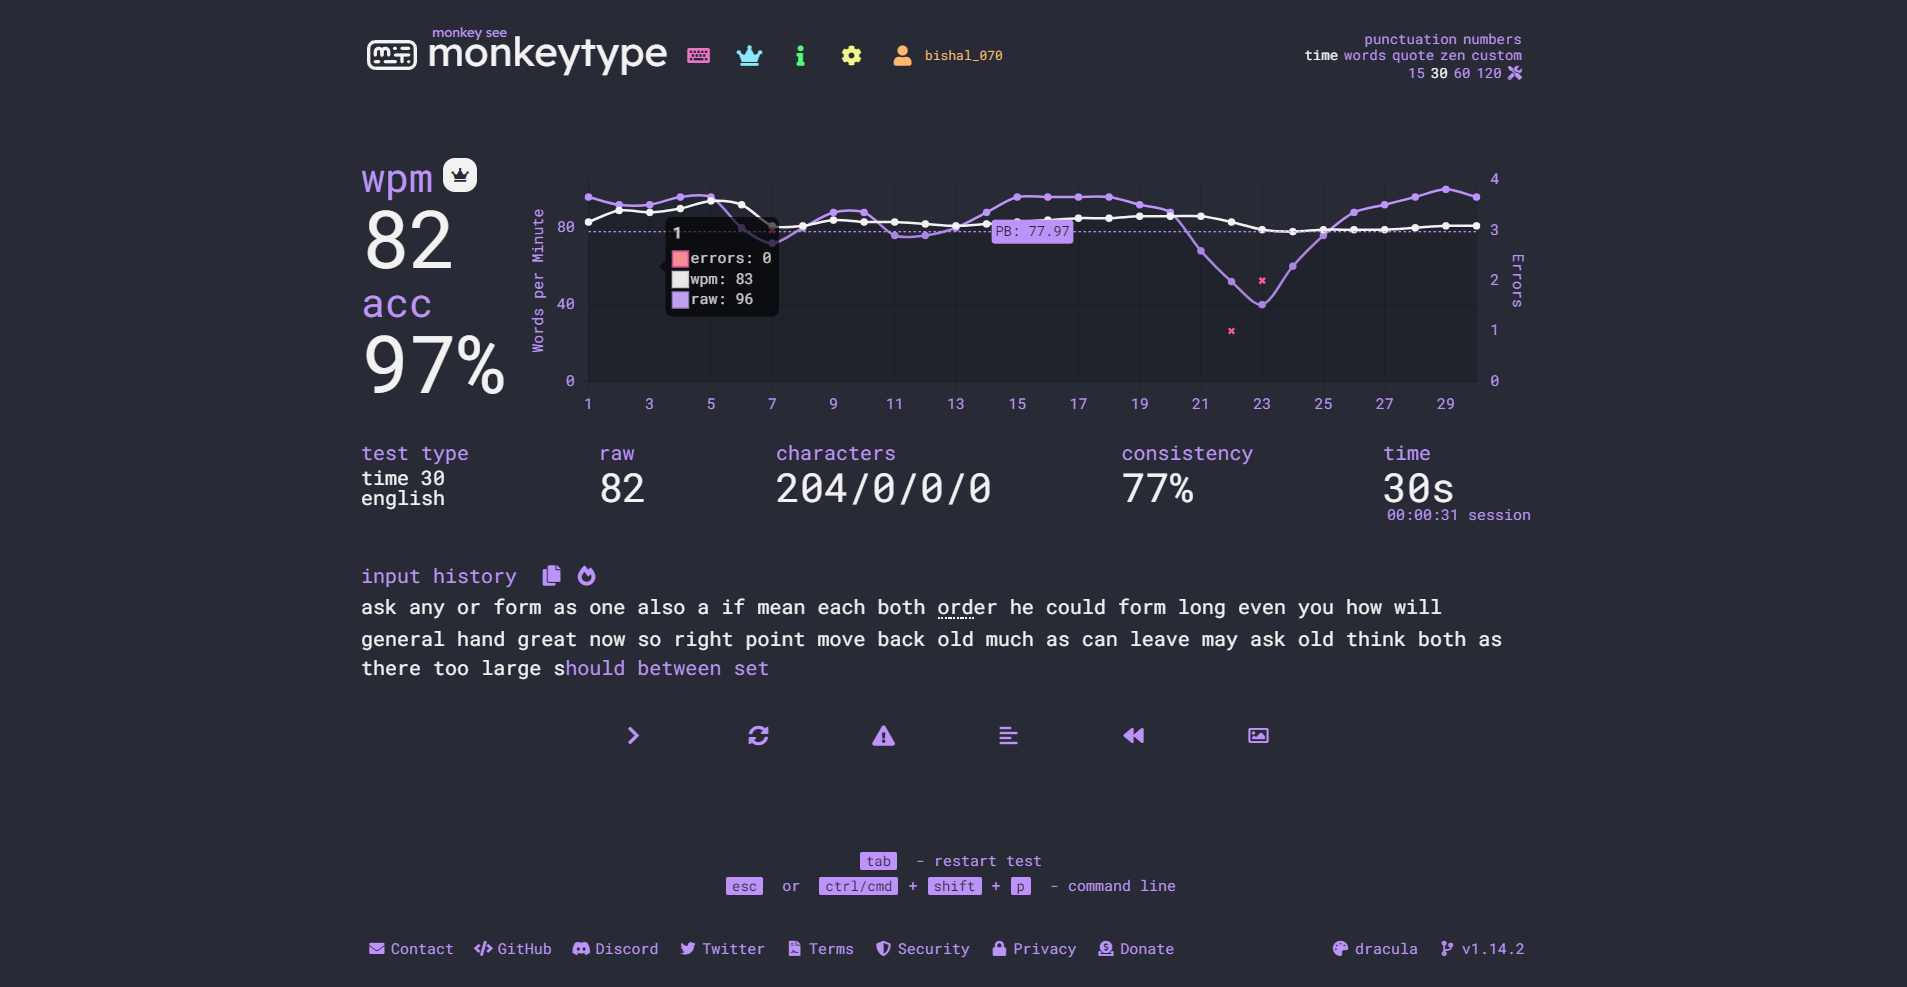 monkey see
monkeytype
bishal_070
punctuation numbers
time words quote zen custom
15 30 60 120
wpm
82
acc
97%
Words per Minute
80
40
0
1
errors: 0
wpm: 83
raw: 96
PB: 77.97
4
3
2
1
0
Errors
1 3 5 7 9 11 13 15 17 19 21 23 25 27 29
test type
time 30
english
raw
82
characters
204/0/0/0
consistency
77%
time
30s
00:00:31 session
input history
ask any or form as one also a if mean each both order he could form long even you how will
general hand great now so right point move back old much as can leave may ask old think both as
there too large should between set
tab - restart test
esc or ctrl/cmd + shift + p - command line
Contact GitHub Discord Twitter Terms Security Privacy Donate dracula v1.14.2